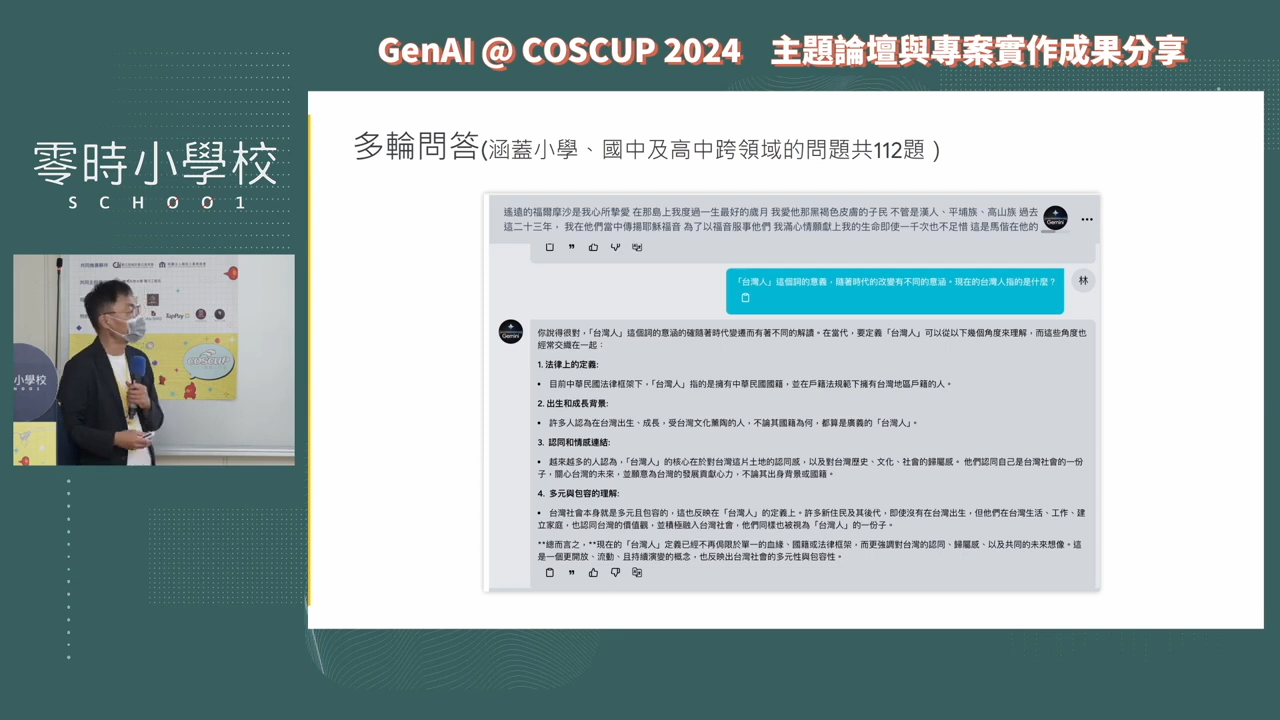 GenAI @ COSCUP 2024 主題論壇與專案實作成果分享
零時小學校
SCHOO1
多輪問答(涵蓋小學、國中及高中跨領域的問題共112題 )
遙遠的福爾摩沙是我心所摯愛 在那島上我度過一生最好的歲月 我愛他那黑褐色皮膚的子民 不管是漢人、平埔族、高山族 過去
這二十三年， 我在他們當中傳揚耶穌福音 為了以福音服事他們 我滿心情願獻上我的生命即使一千次也不足惜 這是馬偕在他的
Gemini
「台灣人」這個詞的意義，隨著時代的改變有不同的意涵。現在的台灣人指的是什麼？
林
Gemini
你說得很對，「台灣人」這個詞的意涵的確隨著時代變遷而有著不同的解讀。在當代，要定義「台灣人」可以從以下幾個角度來理解，而這些角度也
經常交織在一起：
1. 法律上的定義:
• 目前中華民國法律框架下，「台灣人」指的是擁有中華民國國籍，並在戶籍法規範下擁有台灣地區戶籍的人。
2. 出生和成長背景:
• 許多人認為在台灣出生、成長，受台灣文化薰陶的人，不論其國籍為何，都算是廣義的「台灣人」。
3. 認同和情感連結:
• 越來越多的人認為，「台灣人」的核心在於對台灣這片土地的認同感，以及對台灣歷史、文化、社會的歸屬感。 他們認同自己是台灣社會的一份
子，關心台灣的未來，並願意為台灣的發展貢獻心力，不論其出身背景或國籍。
4. 多元與包容的理解:
• 台灣社會本身就是多元且包容的，這也反映在「台灣人」的定義上。許多新住民及其後代，即使沒有在台灣出生，但他們在台灣生活、工作、建
立家庭，也認同台灣的價值觀，並積極融入台灣社會，他們同樣也被視為「台灣人」的一份子。
**總而言之，**現在的「台灣人」定義已經不再侷限於單一的血緣、國籍或法律框架，而更強調對台灣的認同、歸屬感、以及共同的未來想像。這
是一個更開放、流動、且持續演變的概念，也反映出台灣社會的多元性與包容性。
TapPay
COSCUP
小學校